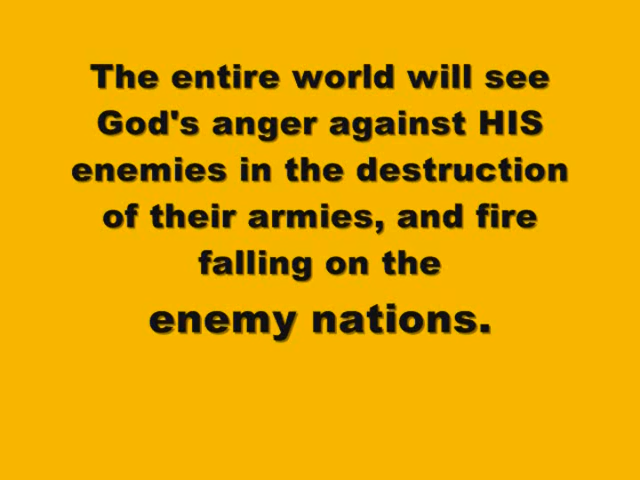 The entire world will see
God's anger against HIS
enemies in the destruction
of their armies, and fire
falling on the
enemy nations.